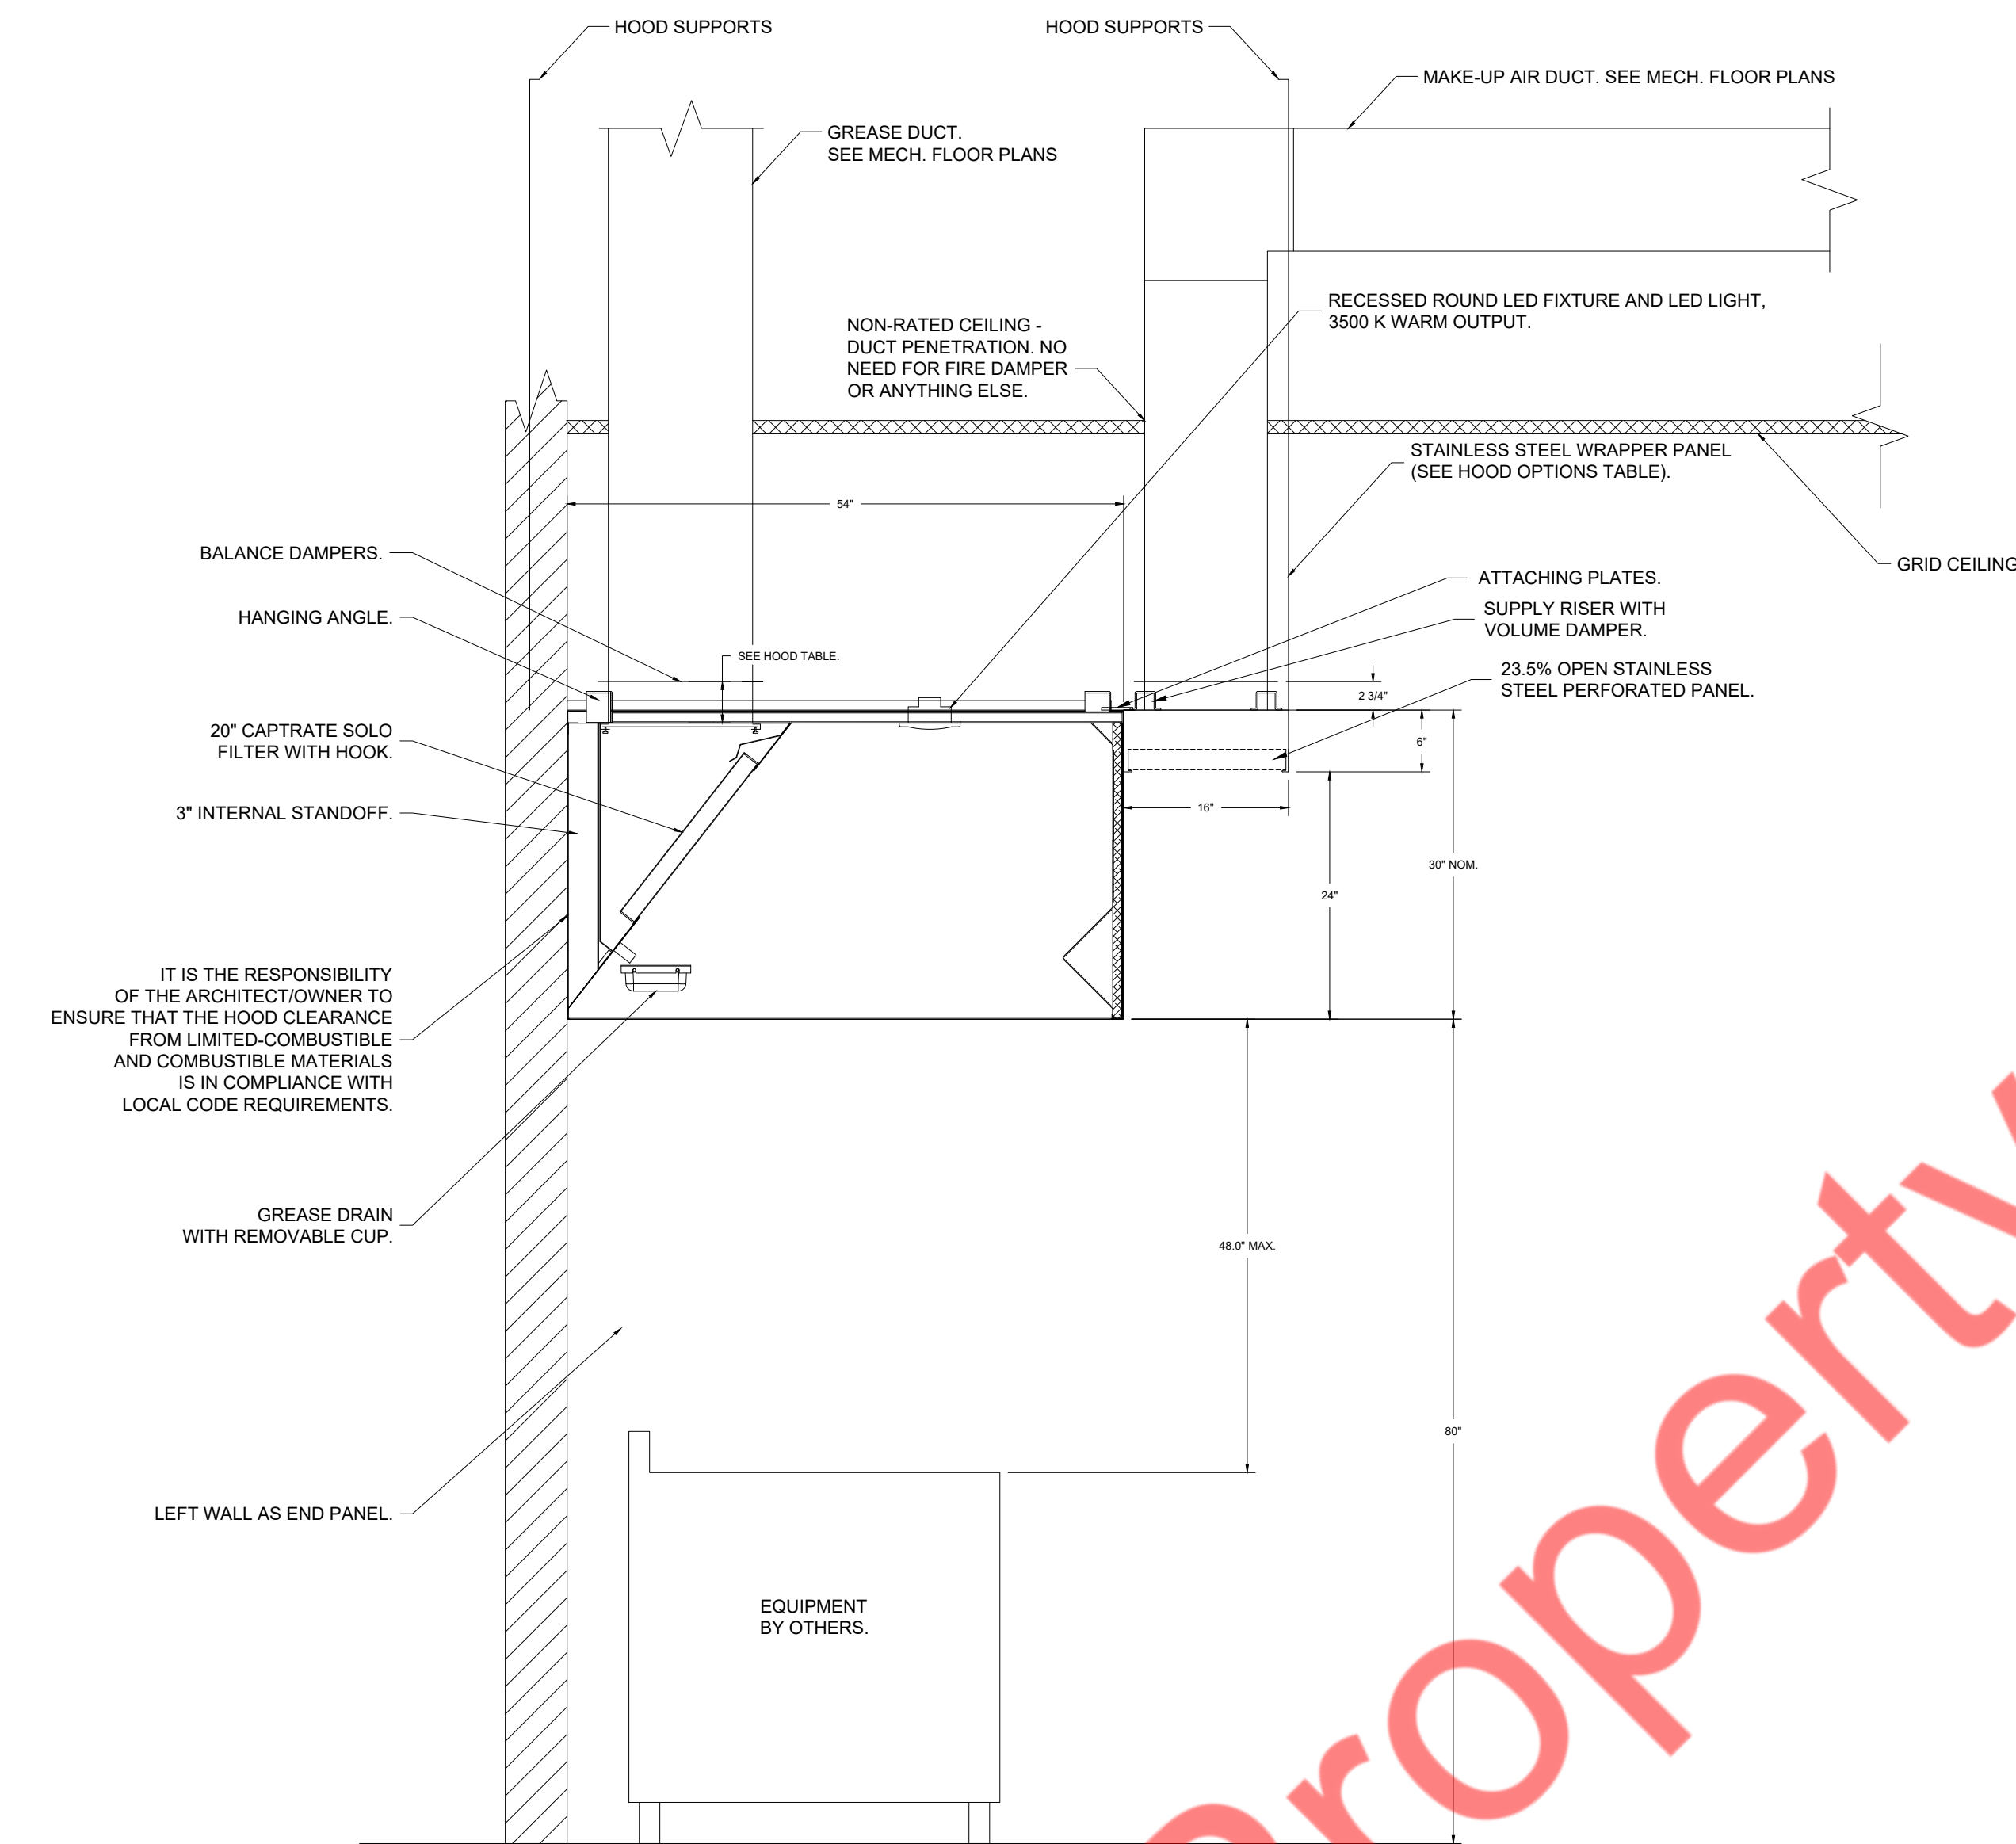 HOOD SUPPORTS
HOOD SUPPORTS
MAKE-UP AIR DUCT. SEE MECH. FLOOR PLANS
GREASE DUCT.
SEE MECH. FLOOR PLANS
RECESSED ROUND LED FIXTURE AND LED LIGHT,
3500 K WARM OUTPUT.
NON-RATED CEILING -
DUCT PENETRATION. NO
NEED FOR FIRE DAMPER
OR ANYTHING ELSE.
STAINLESS STEEL WRAPPER PANEL
(SEE HOOD OPTIONS TABLE).
54"
BALANCE DAMPERS.
GRID CEILING
ATTACHING PLATES.
HANGING ANGLE.
SUPPLY RISER WITH
VOLUME DAMPER.
SEE HOOD TABLE.
23.5% OPEN STAINLESS
STEEL PERFORATED PANEL.
2 3/4"
20" CAPTRATE SOLO
FILTER WITH HOOK.
6"
3" INTERNAL STANDOFF.
16"
30" NOM.
24"
IT IS THE RESPONSIBILITY
OF THE ARCHITECT/OWNER TO
ENSURE THAT THE HOOD CLEARANCE
FROM LIMITED-COMBUSTIBLE
AND COMBUSTIBLE MATERIALS
IS IN COMPLIANCE WITH
LOCAL CODE REQUIREMENTS.
GREASE DRAIN
WITH REMOVABLE CUP.
48.0" MAX.
80"
LEFT WALL AS END PANEL.
EQUIPMENT
BY OTHERS.
Property